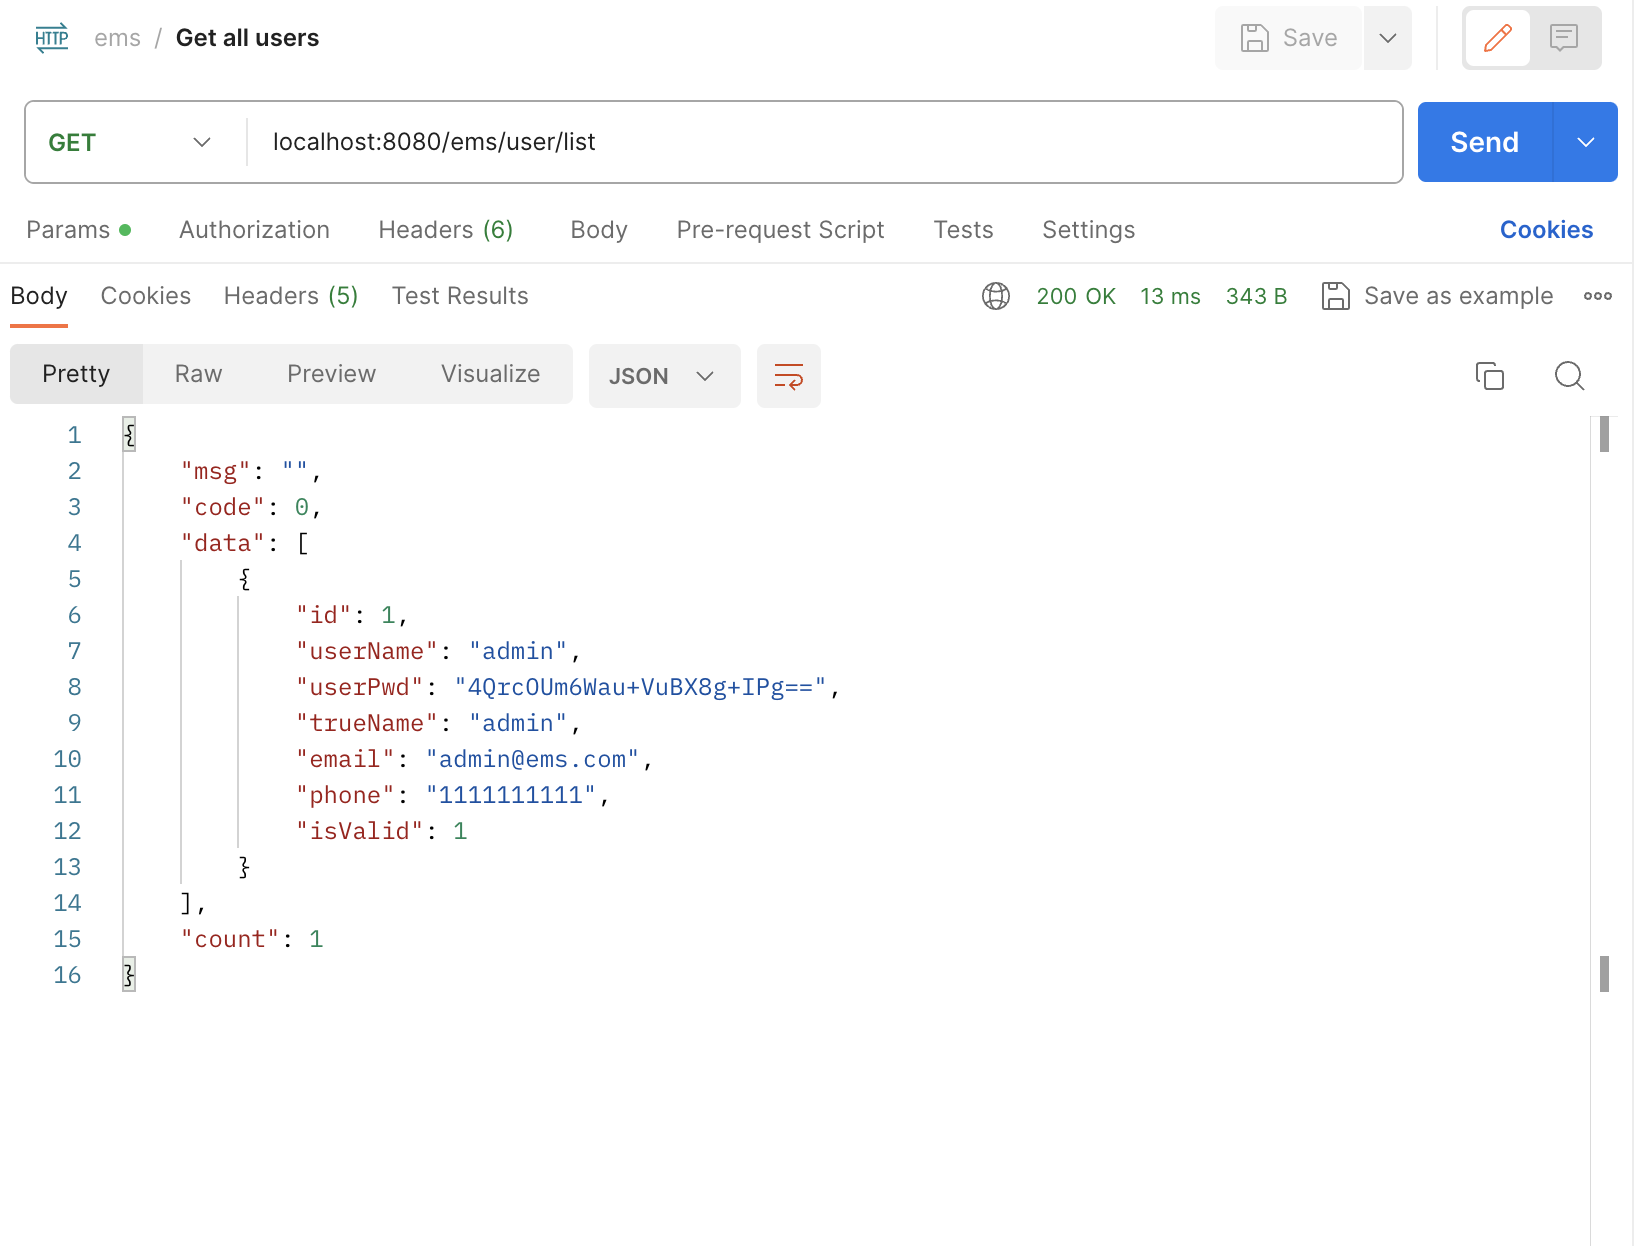 HTTP ems / Get all users Save
GET localhost:8080/ems/user/list Send
Params Authorization Headers (6) Body Pre-request Script Tests Settings Cookies
Body Cookies Headers (5) Test Results 200 OK 13 ms 343 B Save as example
Pretty Raw Preview Visualize JSON
1 {
2 "msg": "",
3 "code": 0,
4 "data": [
5 {
6 "id": 1,
7 "userName": "admin",
8 "userPwd": "4QrcOUm6Wau+VuBX8g+IPg==",
9 "trueName": "admin",
10 "email": "admin@ems.com",
11 "phone": "1111111111",
12 "isValid": 1
13 }
14 ],
15 "count": 1
16 }